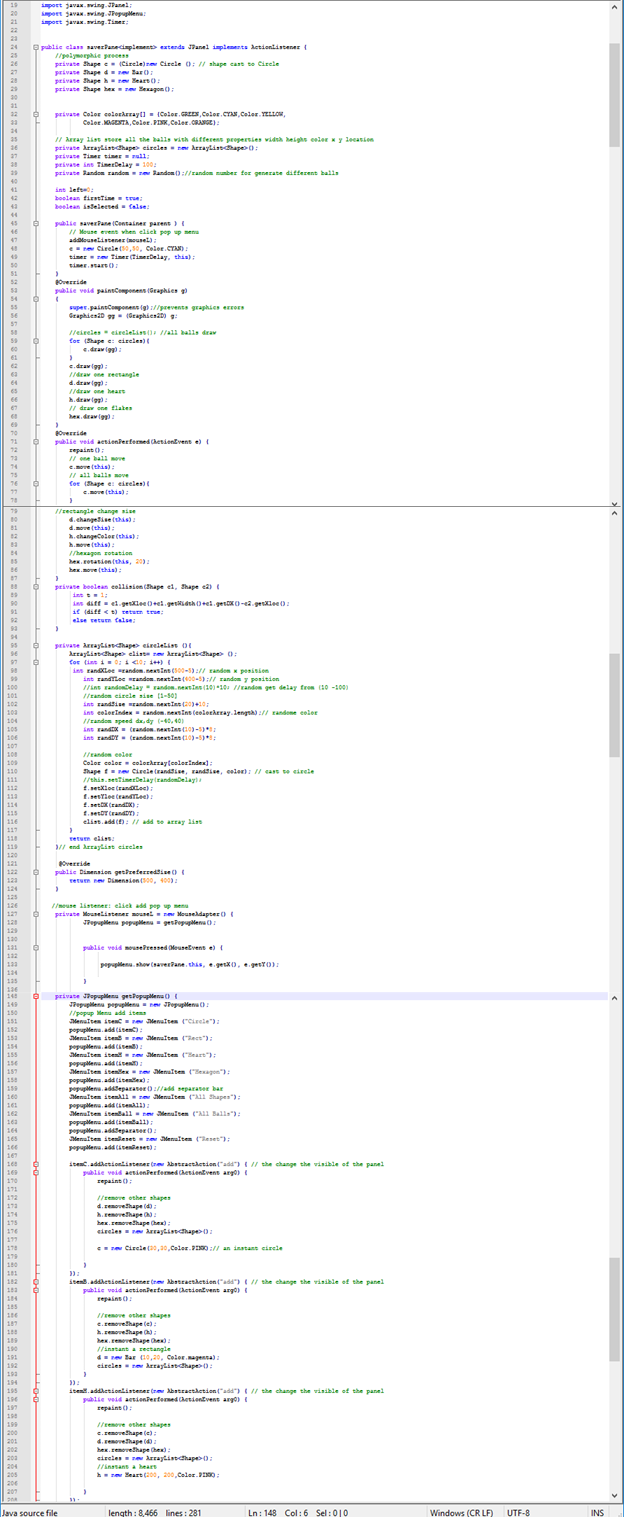 19 import javax.swing.JPanel;
20 import javax.swing.JPopupMenu;
21 import javax.swing.Timer;
22
23
24 public class saverPane<implement> extends JPanel implements ActionListener {
25 //polymorphic process
26 private Shape c = (Circle)new Circle (); // shape cast to Circle
27 private Shape d = new Bar();
28 private Shape h = new Heart();
29 private Shape hex = new Hexagon();
30
31
32 private Color colorArray[] = {Color.GREEN,Color.CYAN,Color.YELLOW,
33 Color.MAGENTA,Color.PINK,Color.ORANGE};
34
35 // Array list store all the balls with different properties width height color x y location
36 private ArrayList<Shape> circles = new ArrayList<Shape>();
37 private Timer timer = null;
38 private int TimerDelay = 100;
39 private Random random = new Random();//random number for generate different balls
40
41 int left=0;
42 boolean firstTime = true;
43 boolean isSelected = false;
44
45 public saverPane(Container parent ) {
46 // Mouse event when click pop up menu
47 addMouseListener(mouseL);
48 c = new Circle(50,50, Color.CYAN);
49 timer = new Timer(TimerDelay, this);
50 timer.start();
51 }
52 @Override
53 public void paintComponent(Graphics g)
54 {
55 super.paintComponent(g);//prevents graphics errors
56 Graphics2D gg = (Graphics2D) g;
57
58 //circles = circleList(); //all balls draw
59 for (Shape c: circles){
60 c.draw(gg);
61 }
62 c.draw(gg);
63 //draw one rectangle
64 d.draw(gg);
65 //draw one heart
66 h.draw(gg);
67 // draw one flakes
68 hex.draw(gg);
69 }
70 @Override
71 public void actionPerformed(ActionEvent e) {
72 repaint();
73 // one ball move
74 c.move(this);
75 // all balls move
76 for (Shape c: circles){
77 c.move(this);
78 }
79 //rectangle change size
80 d.changeSize(this);
81 d.move(this);
82 h.changeColor(this);
83 h.move(this);
84 //hexagon rotation
85 hex.rotation(this, 20);
86 hex.move(this);
87 }
88 private boolean collision(Shape c1, Shape c2) {
89 int t = 1;
90 int diff = c1.getXloc()+c1.getWidth()+c1.getDX()-c2.getXloc();
91 if (diff < t) return true;
92 else return false;
93 }
94
95 private ArrayList<Shape> circleList (){
96 ArrayList<Shape> clist= new ArrayList<Shape> ();
97 for (int i = 0; i <10; i++) {
98 int randXLoc =random.nextInt(500-5);// random x position
99 int randYLoc =random.nextInt(400-5);// random y position
100 //int randomDelay = random.nextInt(10)*10; //random get delay from (10 -100)
101 //random circle size [1-50]
102 int randSize =random.nextInt(20)+10;
103 int colorIndex = random.nextInt(colorArray.length);// randome color
104 //random speed dx,dy (-40,40)
105 int randDX = (random.nextInt(10)-5)*8;
106 int randDY = (random.nextInt(10)-5)*8;
107
108 //random color
109 Color color = colorArray[colorIndex];
110 Shape f = new Circle(randSize, randSize, color); // cast to circle
111 //this.setTimerDelay(randomDelay);
112 f.setXloc(randXLoc);
113 f.setYloc(randYLoc);
114 f.setDX(randDX);
115 f.setDY(randDY);
116 clist.add(f); // add to array list
117 }
118 return clist;
119 }// end ArrayList circles
120
121 @Override
122 public Dimension getPreferredSize() {
123 return new Dimension(500, 400);
124 }
125
126 //mouse listener: click add pop up menu
127 private MouseListener mouseL = new MouseAdapter() {
128 JPopupMenu popupMenu = getPopupMenu();
129
130
131 public void mousePressed(MouseEvent e) {
132
133 popupMenu.show(saverPane.this, e.getX(), e.getY());
134
135 }
136
148 private JPopupMenu getPopupMenu() {
149 JPopupMenu popupMenu = new JPopupMenu();
150 //popup Menu add items
151 JMenuItem itemC = new JMenuItem ("Circle");
152 popupMenu.add(itemC);
153 JMenuItem itemB = new JMenuItem ("Rect");
154 popupMenu.add(itemB);
155 JMenuItem itemH = new JMenuItem ("Heart");
156 popupMenu.add(itemH);
157 JMenuItem itemHex = new JMenuItem ("Hexagon");
158 popupMenu.add(itemHex);
159 popupMenu.addSeparator();//add separator bar
160 JMenuItem itemAll = new JMenuItem ("All Shapes");
161 popupMenu.add(itemAll);
162 JMenuItem itemBall = new JMenuItem ("All Balls");
163 popupMenu.add(itemBall);
164 popupMenu.addSeparator();
165 JMenuItem itemReset = new JMenuItem ("Reset");
166 popupMenu.add(itemReset);
167
168 itemC.addActionListener(new AbstractAction("add") { // the change the visible of the panel
169 public void actionPerformed(ActionEvent arg0) {
170 repaint();
171
172 //remove other shapes
173 d.removeShape(d);
174 h.removeShape(h);
175 hex.removeShape(hex);
176 circles = new ArrayList<Shape>();
177
178 c = new Circle(30,30,Color.PINK);// an instant circle
179
180 }
181 });
182 itemB.addActionListener(new AbstractAction("add") { // the change the visible of the panel
183 public void actionPerformed(ActionEvent arg0) {
184 repaint();
185
186 //remove other shapes
187 c.removeShape(c);
188 h.removeShape(h);
189 hex.removeShape(hex);
190 //instant a rectangle
191 d = new Bar (10,20, Color.magenta);
192 circles = new ArrayList<Shape>();
193 }
194 });
195 itemH.addActionListener(new AbstractAction("add") { // the change the visible of the panel
196 public void actionPerformed(ActionEvent arg0) {
197 repaint();
198
199 //remove other shapes
200 c.removeShape(c);
201 d.removeShape(d);
202 hex.removeShape(hex);
203 circles = new ArrayList<Shape>();
204 //instant a heart
205 h = new Heart(200, 200,Color.PINK);
206
207 }
208 });
Java source file length : 8,466 lines : 281 Ln : 148 Col : 6 Sel : 0 | 0 Windows (CR LF) UTF-8 INS